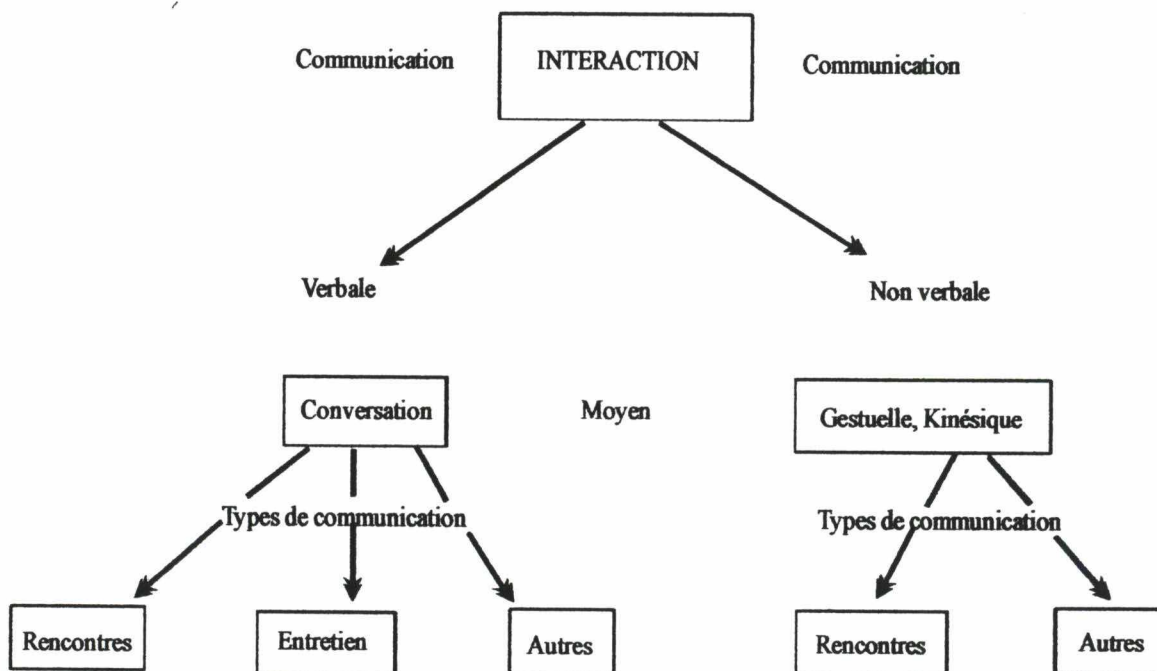 Communication
INTERACTION
Communication
Verbale
Non verbale
Conversation
Moyen
Gestuelle, Kinésique
Types de communication
Types de communication
Rencontres
Entretien
Autres
Rencontres
Autres